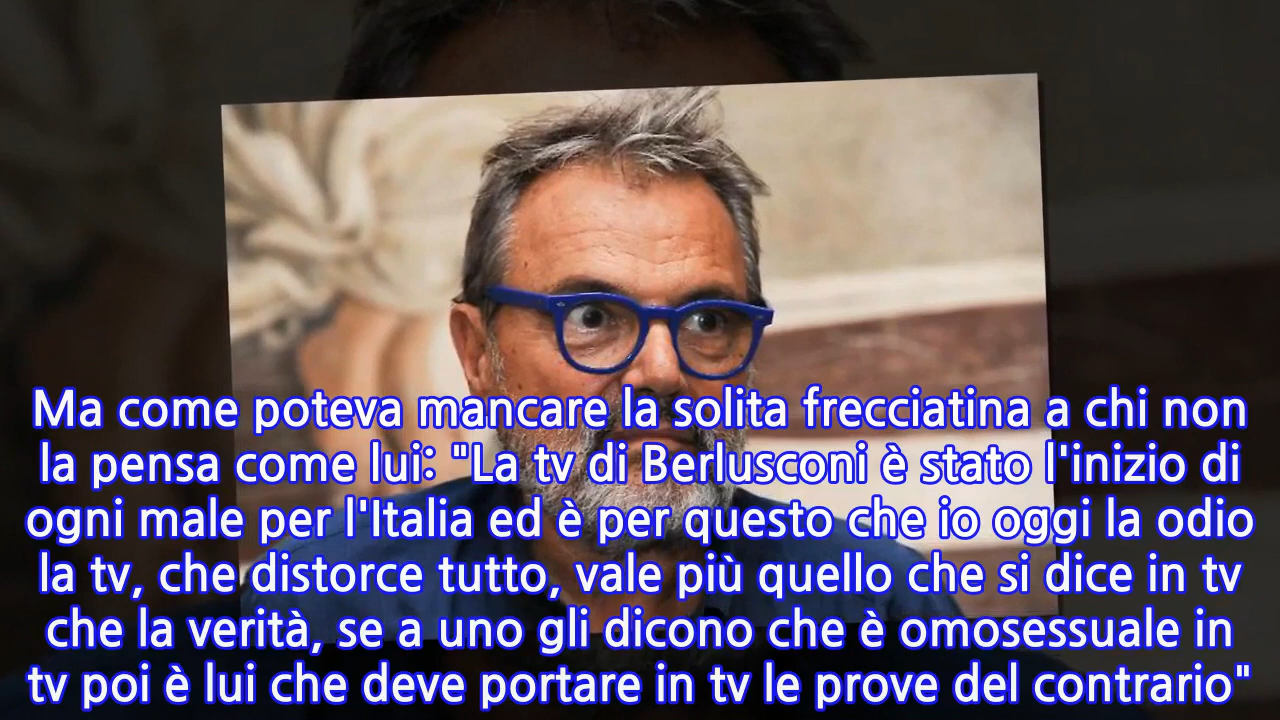 Ma come poteva mancare la solita frecciatina a chi non
la pensa come lui: "La tv di Berlusconi è stato l'inizio di
ogni male per l'Italia ed è per questo che io oggi la odio
la tv, che distorce tutto, vale più quello che si dice in tv
che la verità, se a uno gli dicono che è omosessuale in
tv poi è lui che deve portare in tv le prove del contrario"